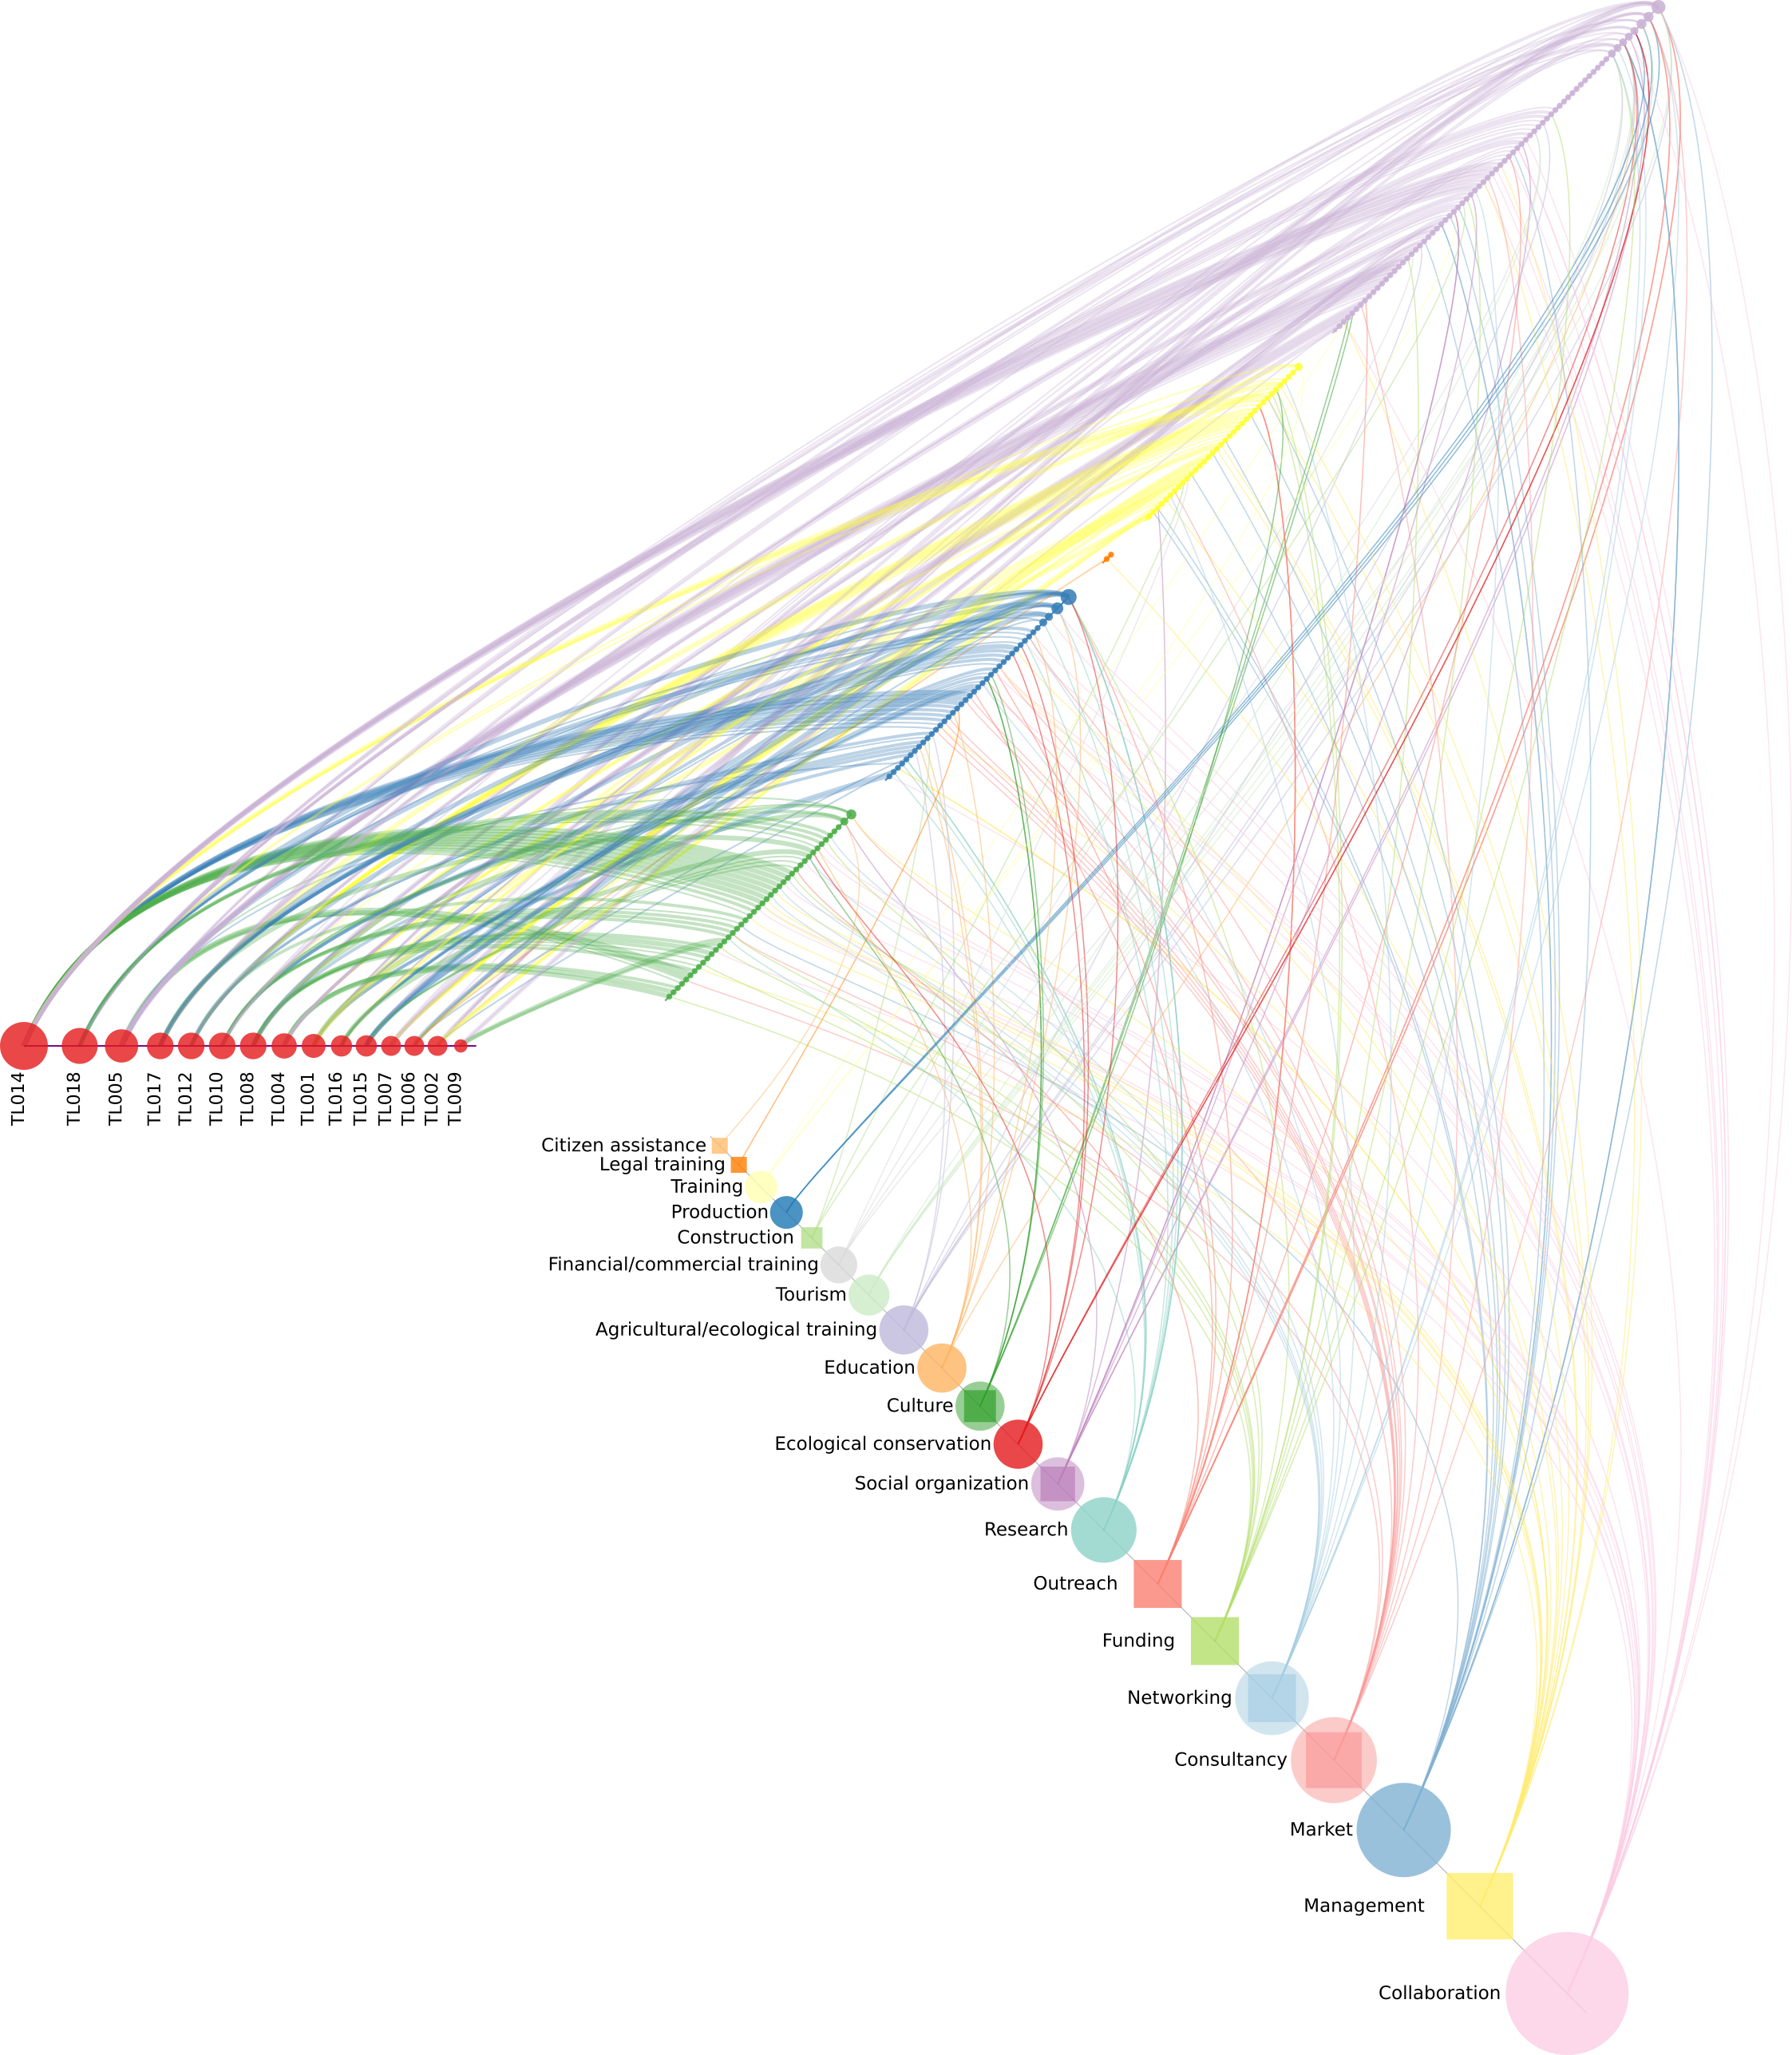 TL014
TL018
TL005
TL017
TL012
TL010
TL008
TL004
TL001
TL016
TL015
TL007
TL006
TL002
TL009
Citizen assistance
Legal training
Training
Production
Construction
Financial/commercial training
Tourism
Agricultural/ecological training
Education
Culture
Ecological conservation
Social organization
Research
Outreach
Funding
Networking
Consultancy
Market
Management
Collaboration